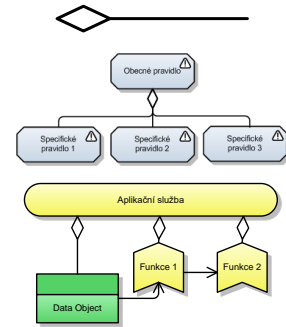 Obecné pravidlo
Specifické
pravidlo 1
Specifické
pravidlo 2
Specifické
pravidlo 3
Aplikační služba
Funkce 1
Funkce 2
Data Object